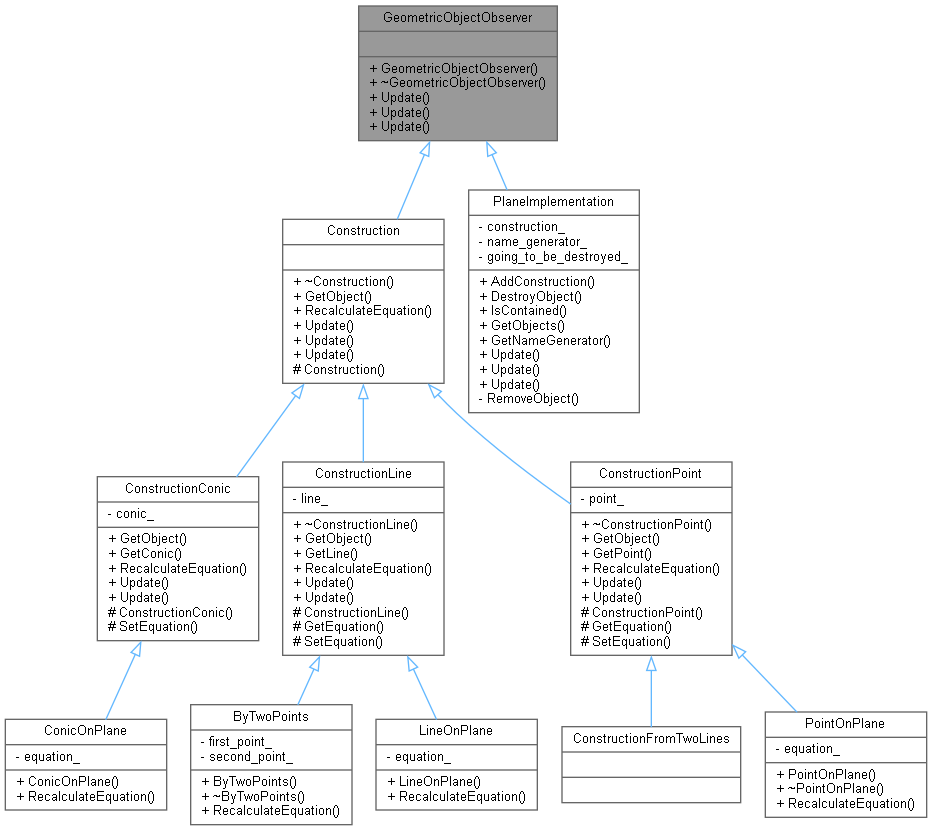 GeometricObjectObserver
+ GeometricObjectObserver()
+ ~GeometricObjectObserver()
+ Update()
+ Update()
+ Update()
Construction
+ ~Construction()
+ GetObject()
+ RecalculateEquation()
+ Update()
+ Update()
+ Update()
# Construction()
PlaneImplementation
- construction_
- name_generator_
- going_to_be_destroyed_
+ AddConstruction()
+ DestroyObject()
+ IsContained()
+ GetObjects()
+ GetNameGenerator()
+ Update()
+ Update()
+ Update()
- RemoveObject()
ConstructionConic
- conic_
+ GetObject()
+ GetConic()
+ RecalculateEquation()
+ Update()
+ Update()
# ConstructionConic()
# SetEquation()
ConstructionLine
- line_
+ ~ConstructionLine()
+ GetObject()
+ GetLine()
+ RecalculateEquation()
+ Update()
+ Update()
# ConstructionLine()
# GetEquation()
# SetEquation()
ConstructionPoint
- point_
+ ~ConstructionPoint()
+ GetObject()
+ GetPoint()
+ RecalculateEquation()
+ Update()
+ Update()
# ConstructionPoint()
# GetEquation()
# SetEquation()
ConicOnPlane
- equation_
+ ConicOnPlane()
+ RecalculateEquation()
ByTwoPoints
- first_point_
- second_point_
+ ByTwoPoints()
+ ~ByTwoPoints()
+ RecalculateEquation()
LineOnPlane
- equation_
+ LineOnPlane()
+ RecalculateEquation()
ConstructionFromTwoLines
PointOnPlane
- equation_
+ PointOnPlane()
+ ~PointOnPlane()
+ RecalculateEquation()